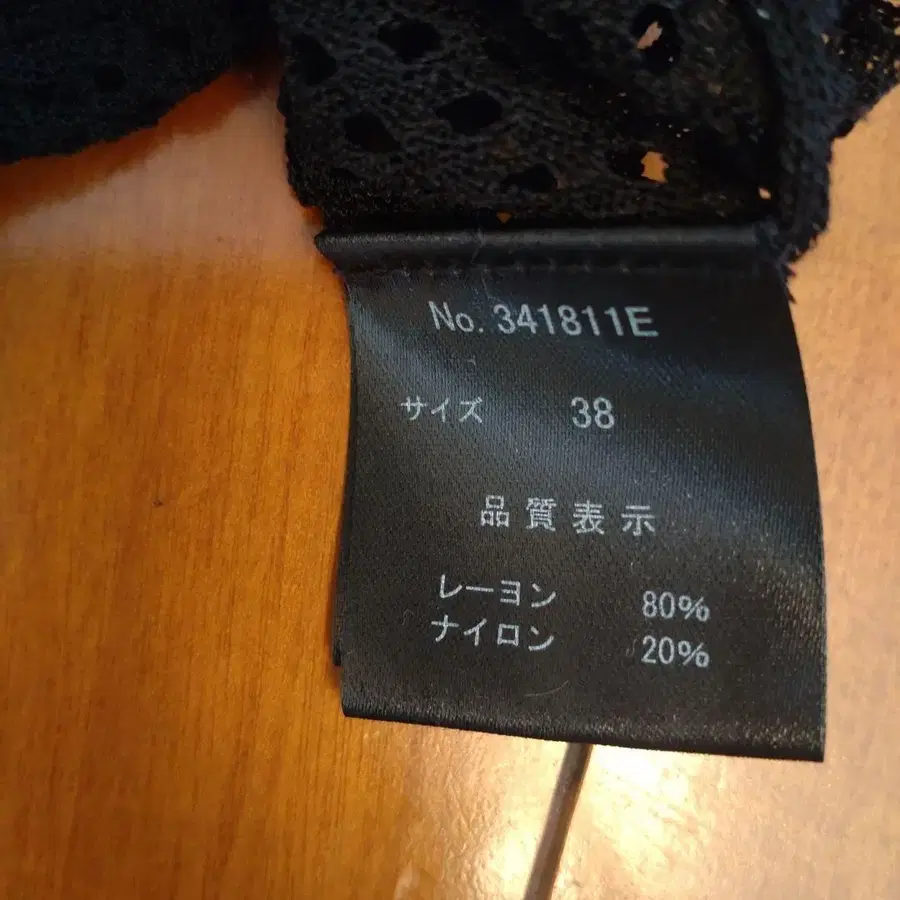 No. 341811E
サイズ 38
品質表示
レーヨン 80%
ナイロン 20%